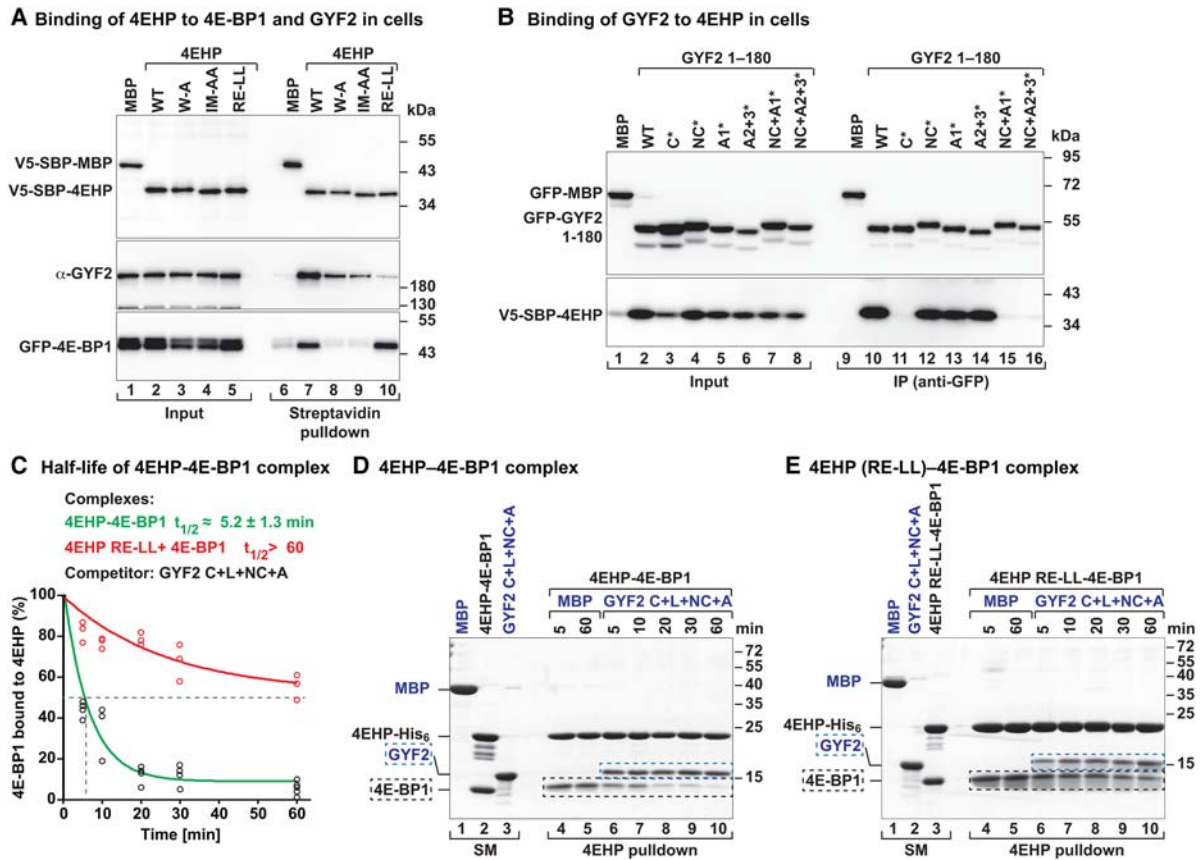 A Binding of 4EHP to 4E-BP1 and GYF2 in cells
4EHP 4EHP
MBP WT W-A IM-AA RE-LL MBP WT W-A IM-AA RE-LL kDa
55
V5-SBP-MBP 43
V5-SBP-4EHP 34
α-GYF2 180
130
55
GFP-4E-BP1 43
1 2 3 4 5 6 7 8 9 10
Input Streptavidin
pulldown
B Binding of GYF2 to 4EHP in cells
GYF2 1–180 GYF2 1–180
MBP WT C* NC* A1* A2+3* NC+A1* NC+A2+3* MBP WT C* NC* A1* A2+3* NC+A1* NC+A2+3* kDa
95
GFP-MBP 72
GFP-GYF2 55
1-180
43
V5-SBP-4EHP 34
1 2 3 4 5 6 7 8 9 10 11 12 13 14 15 16
Input IP (anti-GFP)
C Half-life of 4EHP-4E-BP1 complex
Complexes:
4EHP-4E-BP1 t1/2 ≈ 5.2 ± 1.3 min
4EHP RE-LL+ 4E-BP1 t1/2> 60
Competitor: GYF2 C+L+NC+A
4E-BP1 bound to 4EHP (%)
100
80
60
40
20
00
0 10 20 30 40 50 60
Time [min]
D 4EHP–4E-BP1 complex
MBP 4EHP-4E-BP1 GYF2 C+L+NC+A
4EHP-4E-BP1
MBP GYF2 C+L+NC+A
5 60 5 10 20 30 60 min
72
55
MBP 40
35
4EHP-His6 25
GYF2
15
4E-BP1
1 2 3 4 5 6 7 8 9 10
SM 4EHP pulldown
E 4EHP (RE-LL)–4E-BP1 complex
MBP GYF2 C+L+NC+A 4EHP RE-LL-4E-BP1
4EHP RE-LL-4E-BP1
MBP GYF2 C+L+NC+A
5 60 5 10 20 30 60 min
72
55
MBP 40
35
4EHP-His6 25
GYF2
15
4E-BP1
1 2 3 4 5 6 7 8 9 10
SM 4EHP pulldown